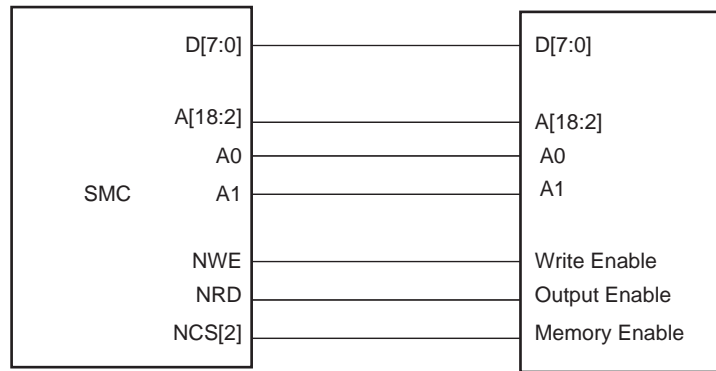 D[7:0] D[7:0]
A[18:2] A[18:2]
A0 A0
SMC A1 A1
NWE Write Enable
NRD Output Enable
NCS[2] Memory Enable